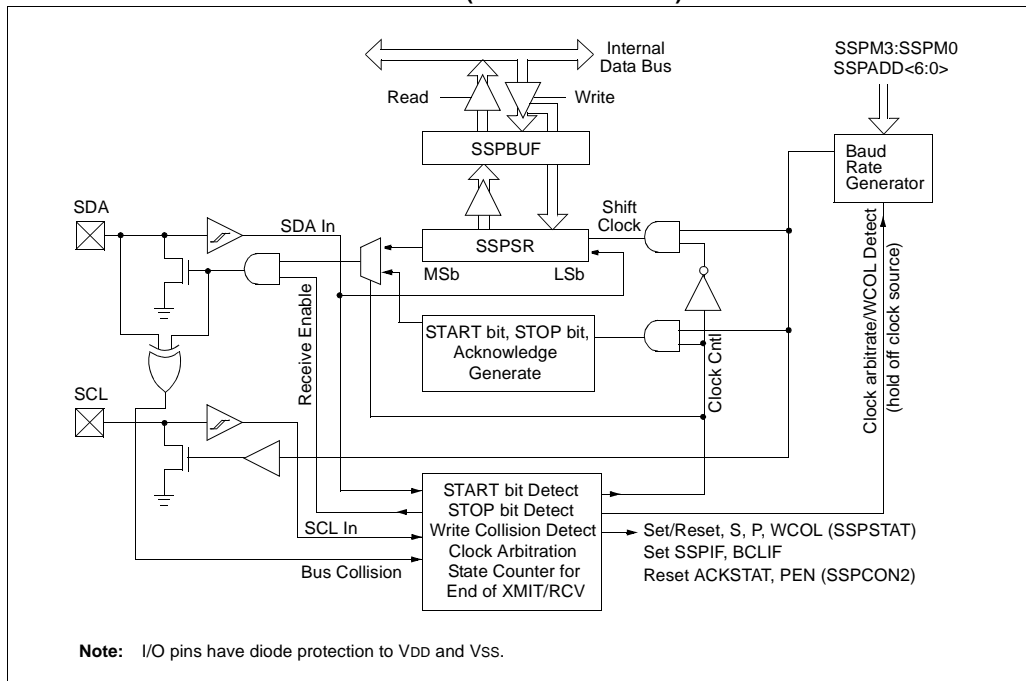 Internal
Data Bus
SSPM3:SSPM0
SSPADD<6:0>
Read
Write
SSPBUF
Baud
Rate
Generator
SDA
SDA In
Shift
Clock
SSPSR
MSb
LSb
Receive Enable
START bit, STOP bit,
Acknowledge
Generate
Clock Cntl
Clock arbitrate/WCOL Detect
(hold off clock source)
SCL
SCL In
Bus Collision
START bit Detect
STOP bit Detect
Write Collision Detect
Clock Arbitration
State Counter for
End of XMIT/RCV
Set/Reset, S, P, WCOL (SSPSTAT)
Set SSPIF, BCLIF
Reset ACKSTAT, PEN (SSPCON2)
Note: I/O pins have diode protection to VDD and VSS.